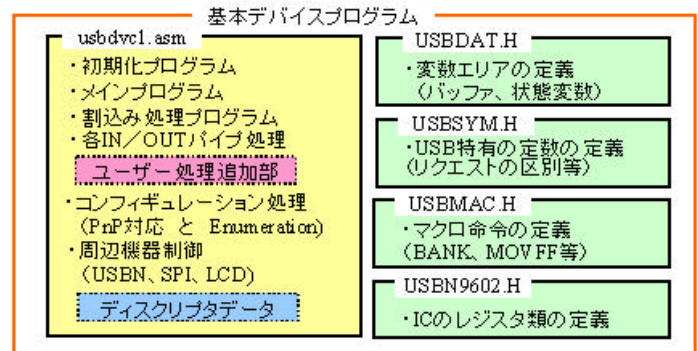 基本デバイスプログラム
usbdvc1.asm
・初期化プログラム
・メインプログラム
・割込み処理プログラム
・各IN／OUTパイプ処理
ユーザー処理追加部
・コンフィギュレーション処理
(PnP対応 と Enumeration)
・周辺機器制御
(USBN、SPI、LCD)
ディスクリプタデータ
USBDAT.H
・変数エリアの定義
(バッファ、状態変数)
USBSYM.H
・USB特有の定数の定義
(リクエストの区別等)
USBMAC.H
・マクロ命令の定義
(BANK、MOVFF等)
USBN9602.H
・ICのレジスタ類の定義